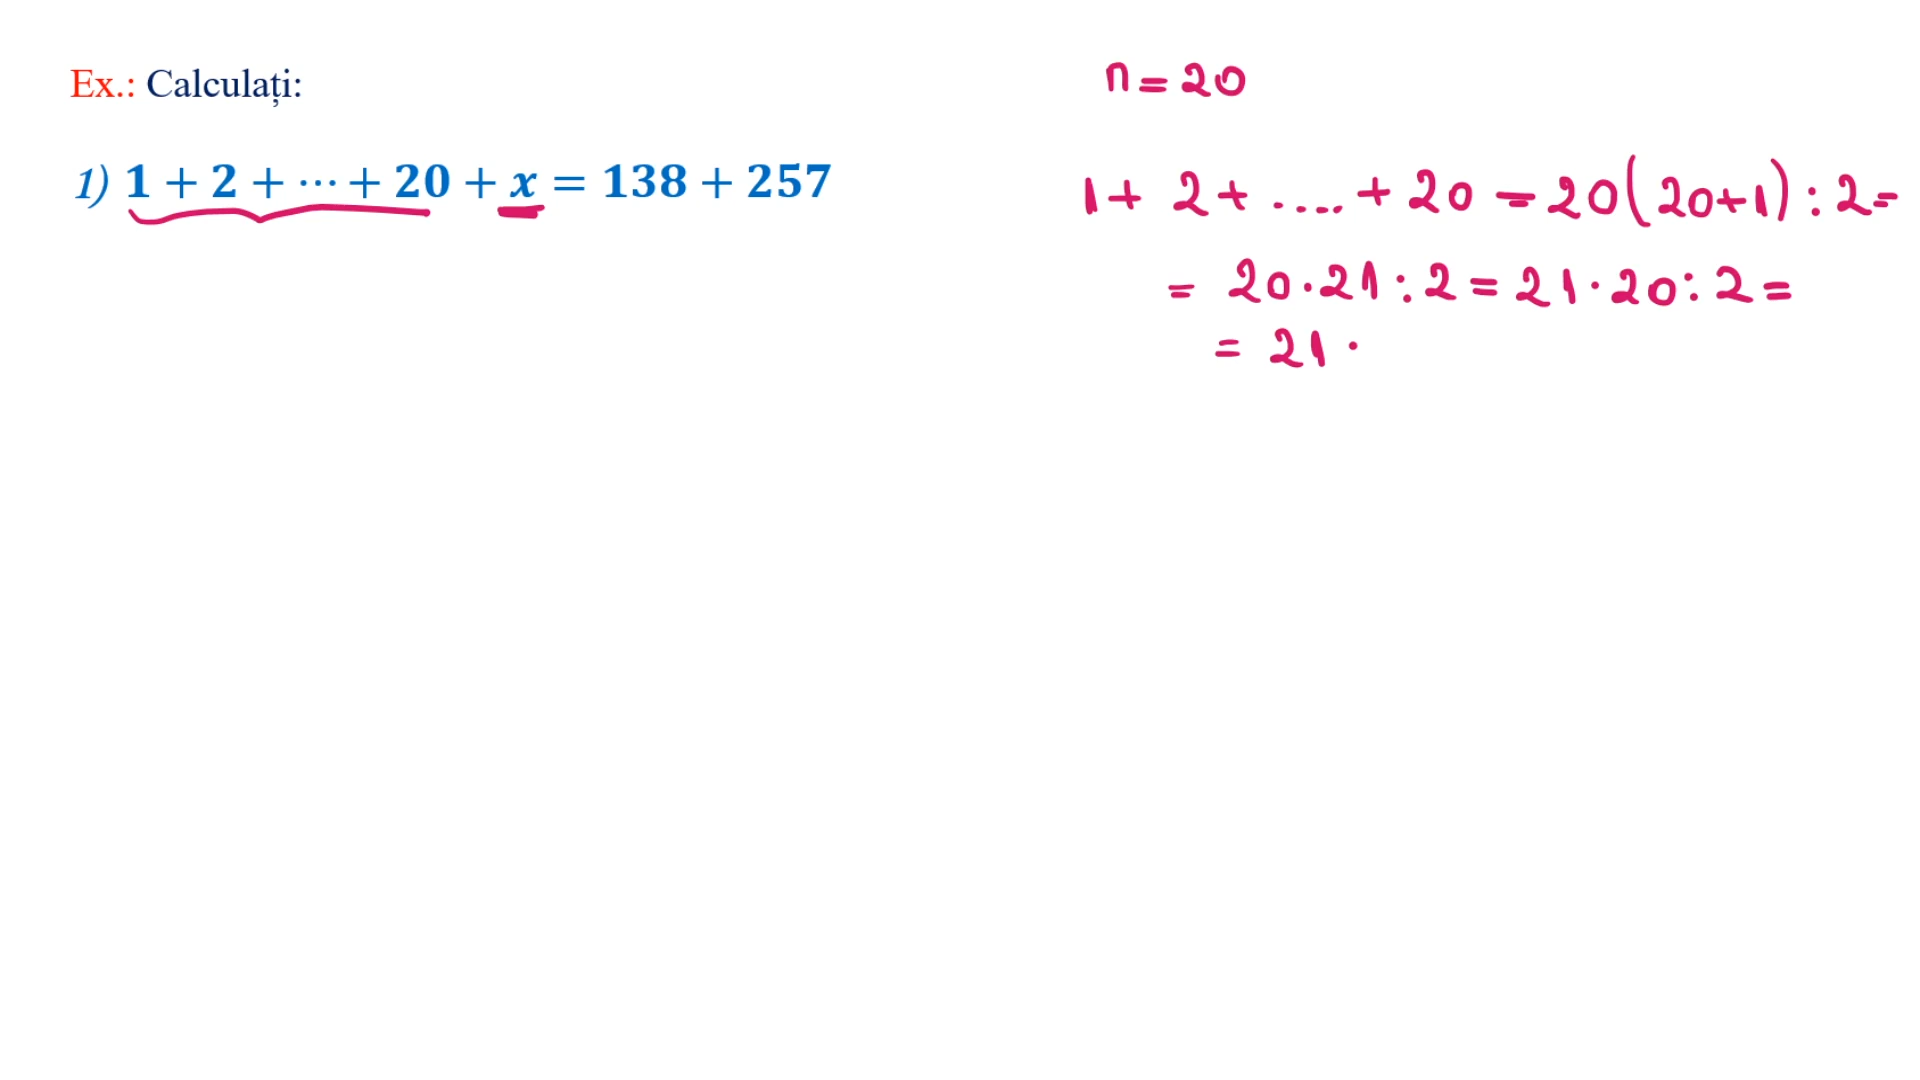 Ex.: Calculați:
1) 1 + 2 + ⋯ + 20 + x = 138 + 257
n = 20
1 + 2 + .... + 20 = 20(20+1) : 2 =
= 20 · 21 : 2 = 21 · 20 : 2 =
= 21 ·